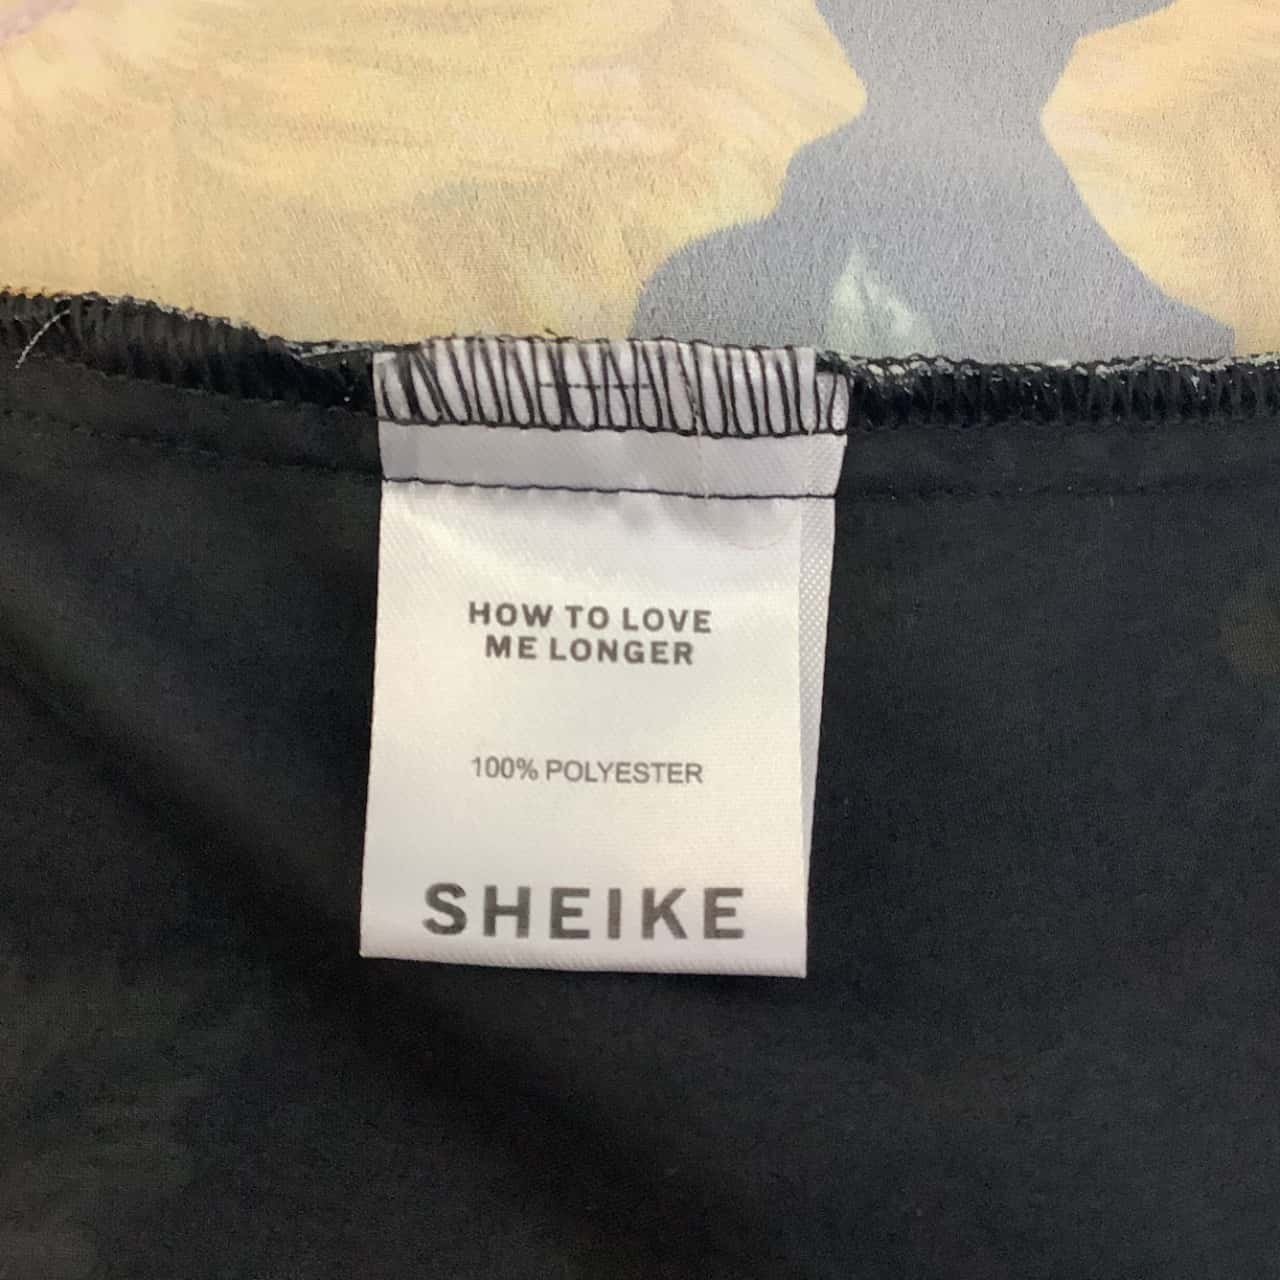 HOW TO LOVE
ME LONGER
100% POLYESTER
SHEIKE